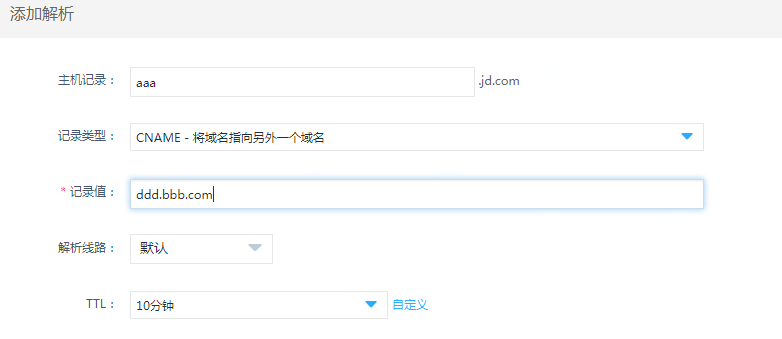 添加解析
主机记录： aaa .jd.com
记录类型： CNAME - 将域名指向另外一个域名
* 记录值： ddd.bbb.com
解析线路： 默认
TTL： 10分钟 自定义